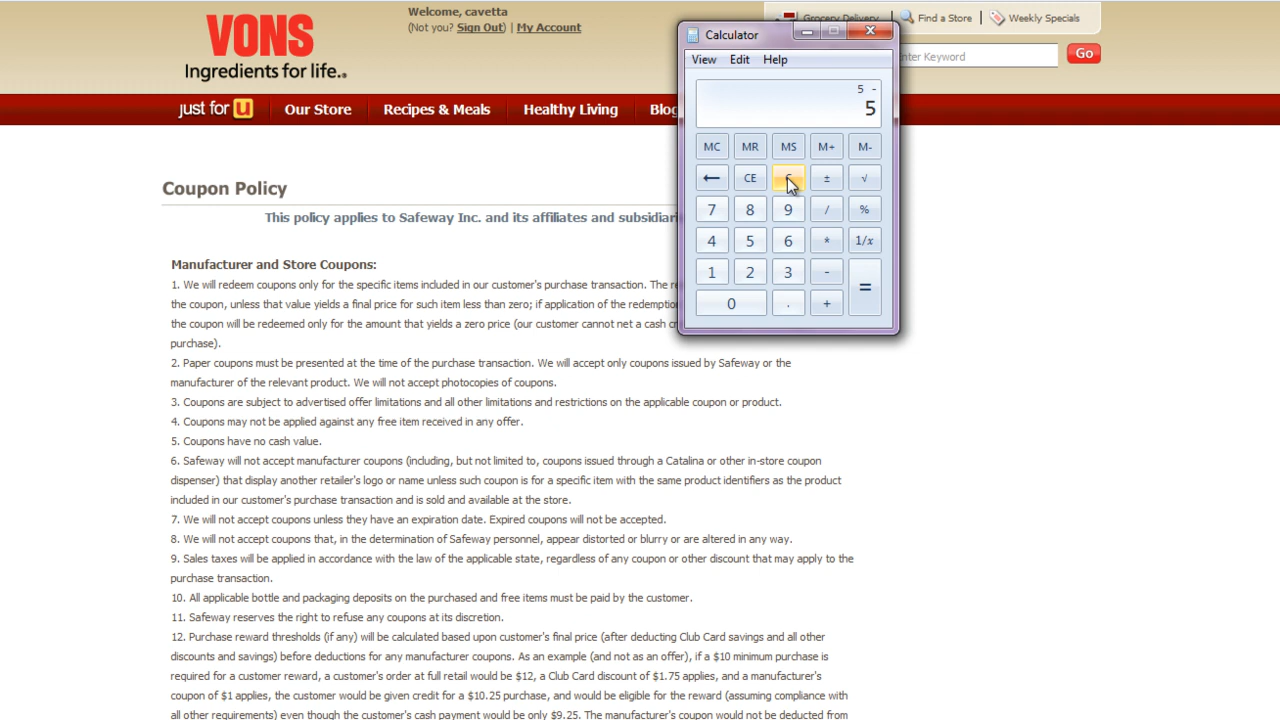 Welcome, cavetta
(Not you? Sign Out) | My Account
Grocery Delivery | Find a Store | Weekly Specials
VONS
Ingredients for life.®
nter Keyword Go
just for u Our Store Recipes & Meals Healthy Living Blog
Calculator
View Edit Help
5 -
5
MC MR MS M+ M-
← CE C ± √
7 8 9 / %
4 5 6 * 1/x
1 2 3 - =
0 . +
Coupon Policy
This policy applies to Safeway Inc. and its affiliates and subsidiari
Manufacturer and Store Coupons:
1. We will redeem coupons only for the specific items included in our customer's purchase transaction. The re
the coupon, unless that value yields a final price for such item less than zero; if application of the redemption
the coupon will be redeemed only for the amount that yields a zero price (our customer cannot net a cash cr
purchase).
2. Paper coupons must be presented at the time of the purchase transaction. We will accept only coupons issued by Safeway or the
manufacturer of the relevant product. We will not accept photocopies of coupons.
3. Coupons are subject to advertised offer limitations and all other limitations and restrictions on the applicable coupon or product.
4. Coupons may not be applied against any free item received in any offer.
5. Coupons have no cash value.
6. Safeway will not accept manufacturer coupons (including, but not limited to, coupons issued through a Catalina or other in-store coupon
dispenser) that display another retailer's logo or name unless such coupon is for a specific item with the same product identifiers as the product
included in our customer's purchase transaction and is sold and available at the store.
7. We will not accept coupons unless they have an expiration date. Expired coupons will not be accepted.
8. We will not accept coupons that, in the determination of Safeway personnel, appear distorted or blurry or are altered in any way.
9. Sales taxes will be applied in accordance with the law of the applicable state, regardless of any coupon or other discount that may apply to the
purchase transaction.
10. All applicable bottle and packaging deposits on the purchased and free items must be paid by the customer.
11. Safeway reserves the right to refuse any coupons at its discretion.
12. Purchase reward thresholds (if any) will be calculated based upon customer's final price (after deducting Club Card savings and all other
discounts and savings) before deductions for any manufacturer coupons. As an example (and not as an offer), if a $10 minimum purchase is
required for a customer reward, a customer's order at full retail would be $12, a Club Card discount of $1.75 applies, and a manufacturer's
coupon of $1 applies, the customer would be given credit for a $10.25 purchase, and would be eligible for the reward (assuming compliance with
all other requirements) even though the customer's cash payment would be only $9.25. The manufacturer's coupon would not be deducted from